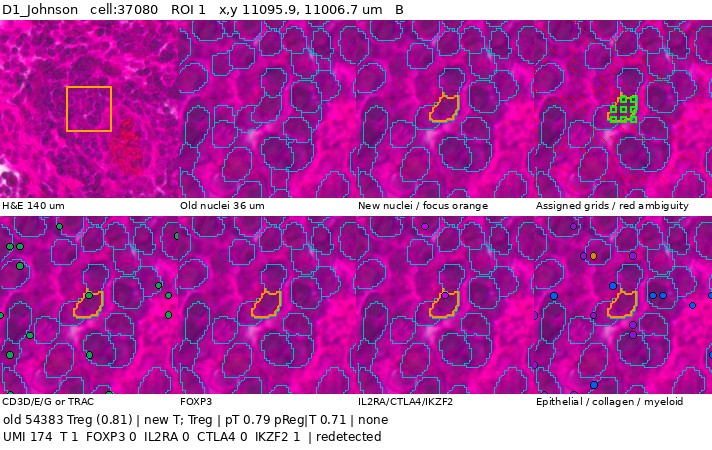 D1_Johnson cell:37080 ROI 1 x,y 11095.9, 11006.7 um B
H&E 140 um
Old nuclei 36 um
New nuclei / focus orange
Assigned grids / red ambiguity
CD3D/E/G or TRAC
FOXP3
IL2RA/CTLA4/IKZF2
Epithelial / collagen / myeloid
old 54383 Treg (0.81) | new T; Treg | pT 0.79 pReg|T 0.71 | none
UMI 174 T 1 FOXP3 0 IL2RA 0 CTLA4 0 IKZF2 1 | redetected